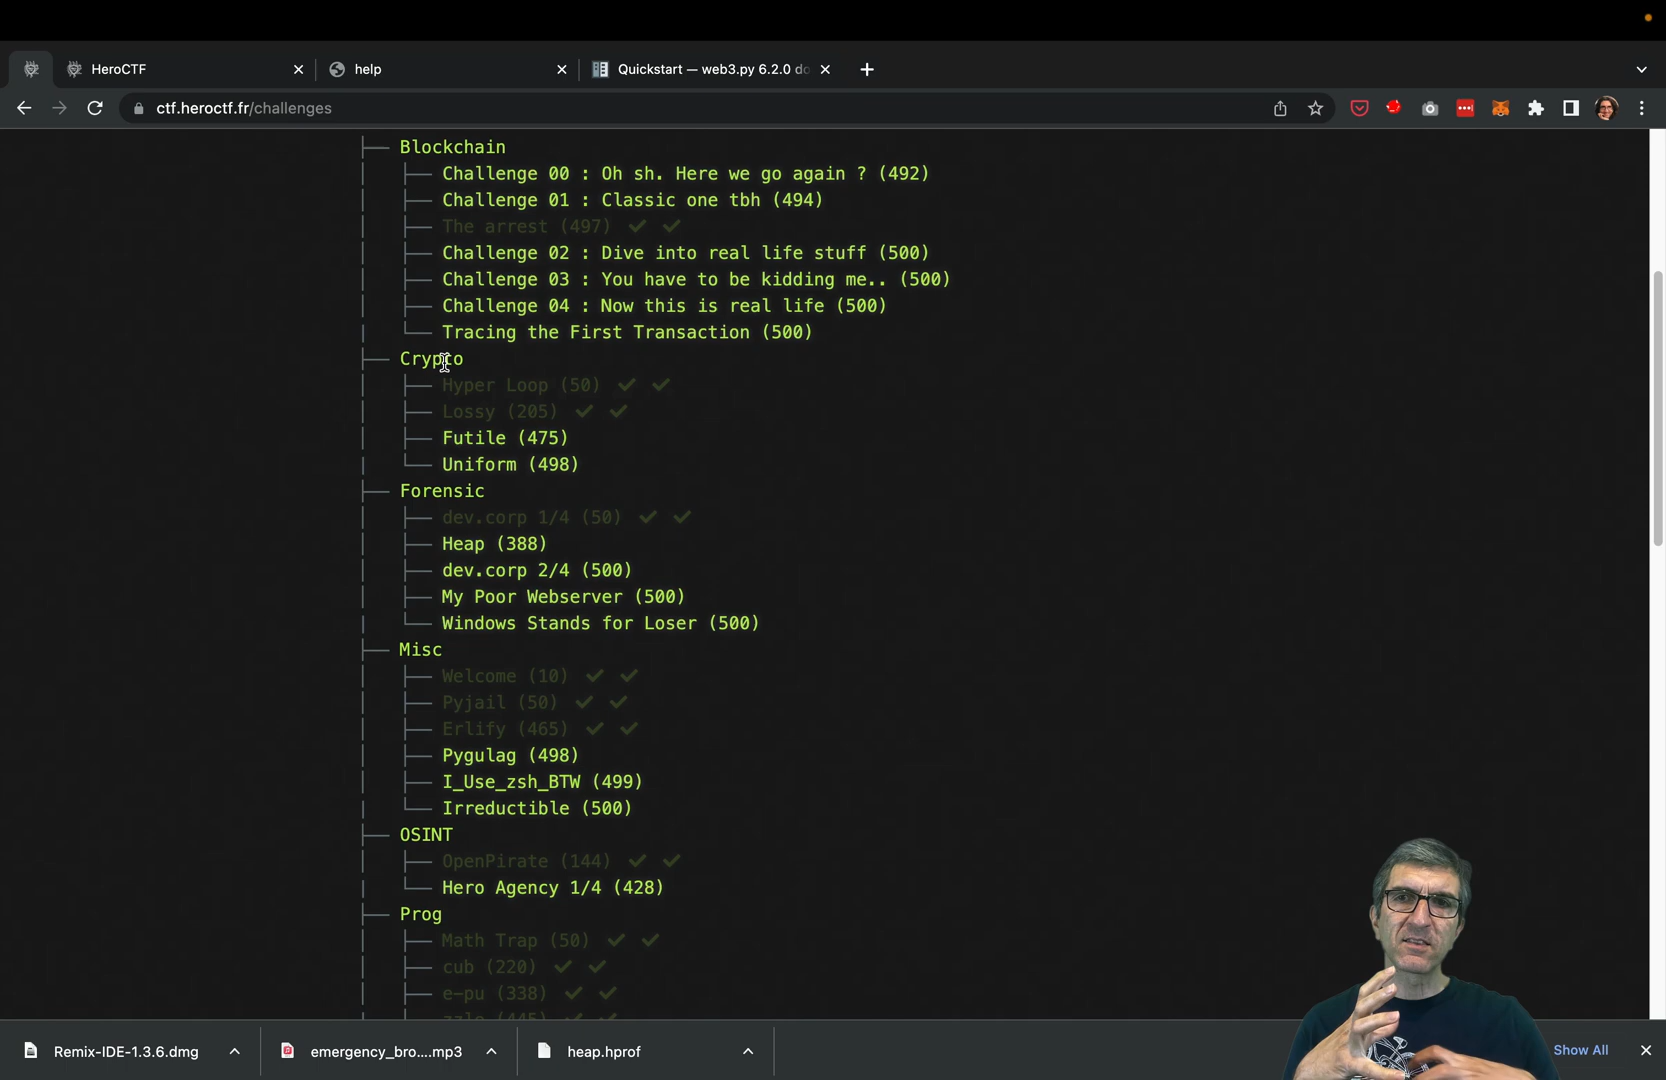 HeroCTF
help
Quickstart — web3.py 6.2.0 do
ctf.heroctf.fr/challenges
Blockchain
Challenge 00 : Oh sh. Here we go again ? (492)
Challenge 01 : Classic one tbh (494)
The arrest (497)
Challenge 02 : Dive into real life stuff (500)
Challenge 03 : You have to be kidding me.. (500)
Challenge 04 : Now this is real life (500)
Tracing the First Transaction (500)
Crypto
Hyper Loop (50)
Lossy (205)
Futile (475)
Uniform (498)
Forensic
dev.corp 1/4 (50)
Heap (388)
dev.corp 2/4 (500)
My Poor Webserver (500)
Windows Stands for Loser (500)
Misc
Welcome (10)
Pyjail (50)
Erlify (465)
Pygulag (498)
I_Use_zsh_BTW (499)
Irreductible (500)
OSINT
OpenPirate (144)
Hero Agency 1/4 (428)
Prog
Math Trap (50)
cub (220)
e-pu (338)
Remix-IDE-1.3.6.dmg
emergency_bro....mp3
heap.hprof
Show All